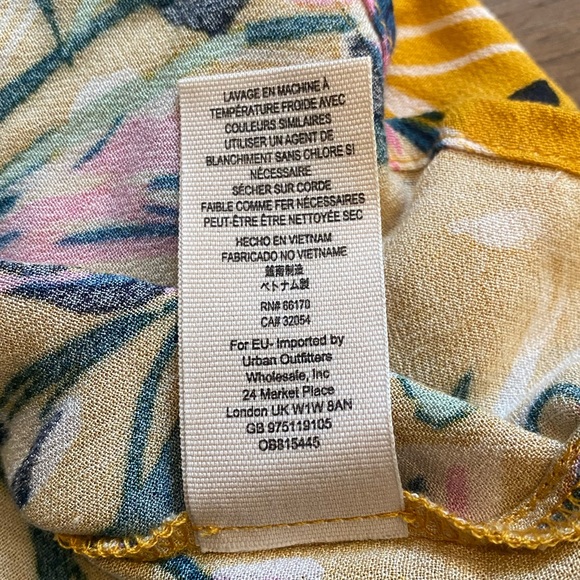 LAVAGE EN MACHINE À
TEMPÉRATURE FROIDE AVEC
COULEURS SIMILAIRES
UTILISER UN AGENT DE
BLANCHIMENT SANS CHLORE SI
NÉCESSAIRE
SÉCHER SUR CORDE
FAIBLE COMME FER NÉCESSAIRES
PEUT-ÊTRE ÊTRE NETTOYÉE SEC
HECHO EN VIETNAM
FABRICADO NO VIETNAME
越南制造
ベトナム製
RN# 66170
CA# 32054
For EU- Imported by
Urban Outfitters
Wholesale, Inc
24 Market Place
London UK W1W 8AN
GB 975119105
OB815445